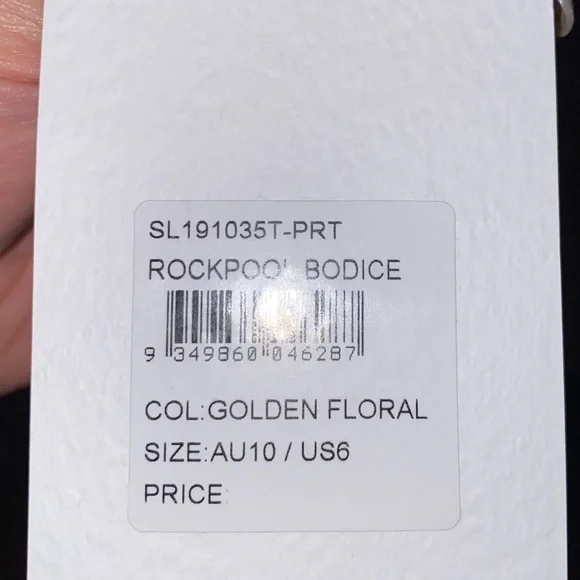 SL191035T-PRT
ROCKPOOL BODICE
9 349860 046287
COL:GOLDEN FLORAL
SIZE:AU10 / US6
PRICE: